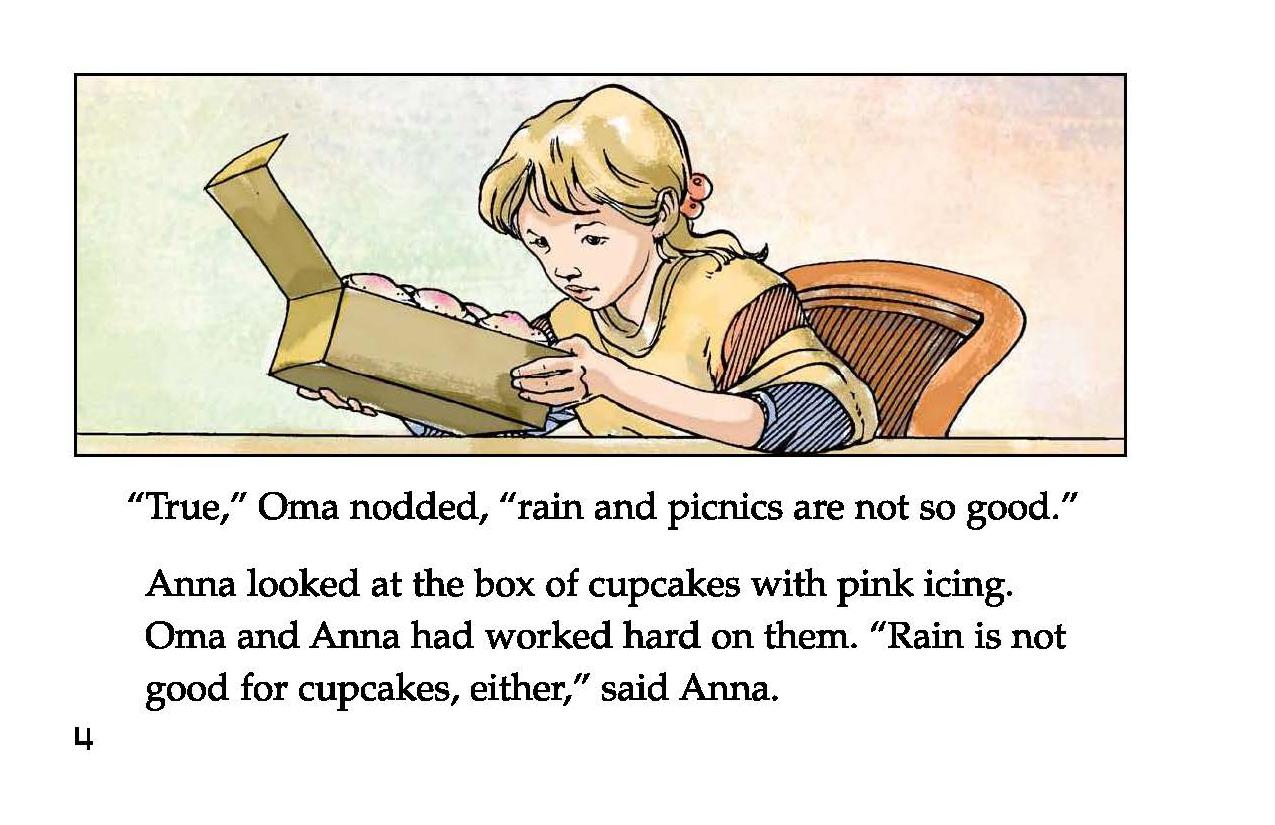 “True,” Oma nodded, “rain and picnics are not so good.”
Anna looked at the box of cupcakes with pink icing.
Oma and Anna had worked hard on them. “Rain is not
good for cupcakes, either,” said Anna.
4